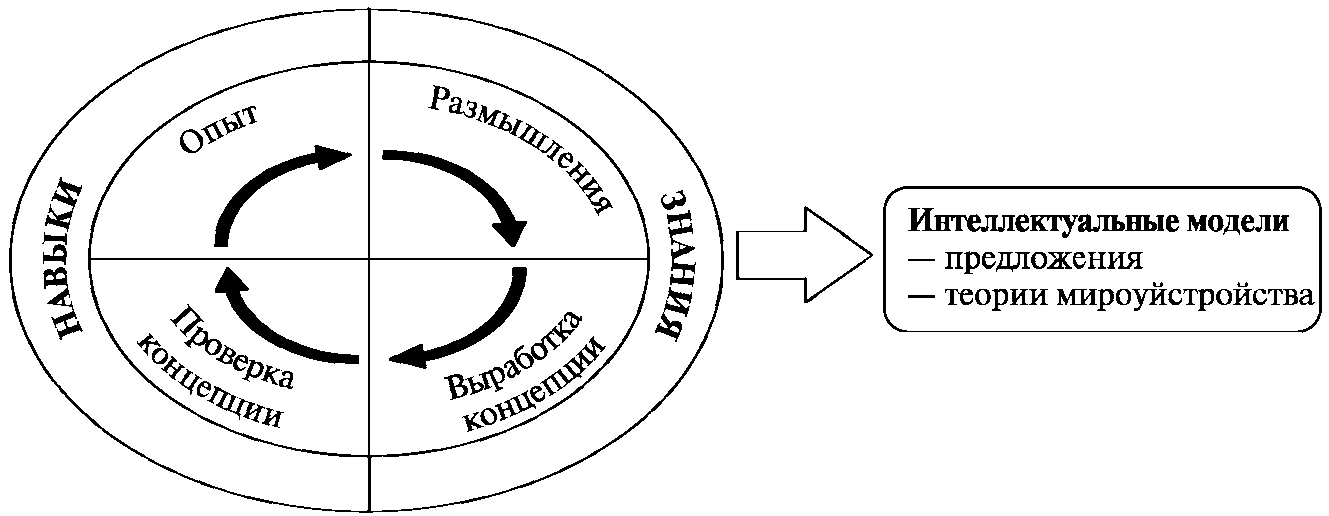 Опыт
Размышления
НАВЫКИ
ЗНАНИЯ
Проверка
концепции
Выработка
концепции
Интеллектуальные модели
— предложения
— теории мироуйстройства